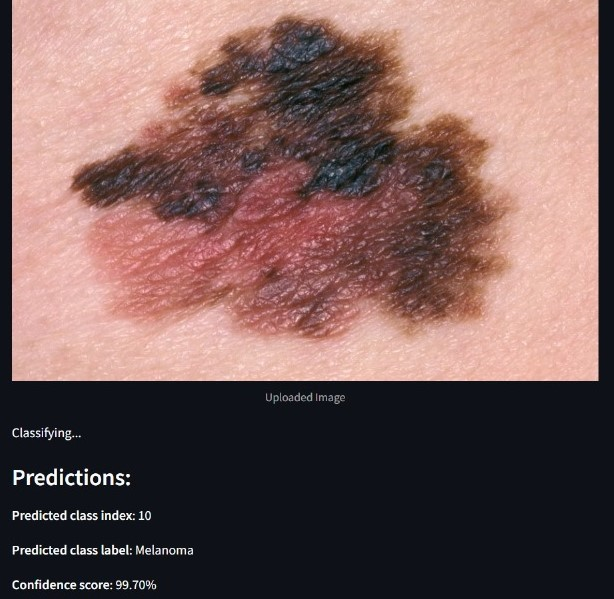 Uploaded Image
Classifying...
Predictions:
Predicted class index: 10
Predicted class label: Melanoma
Confidence score: 99.70%